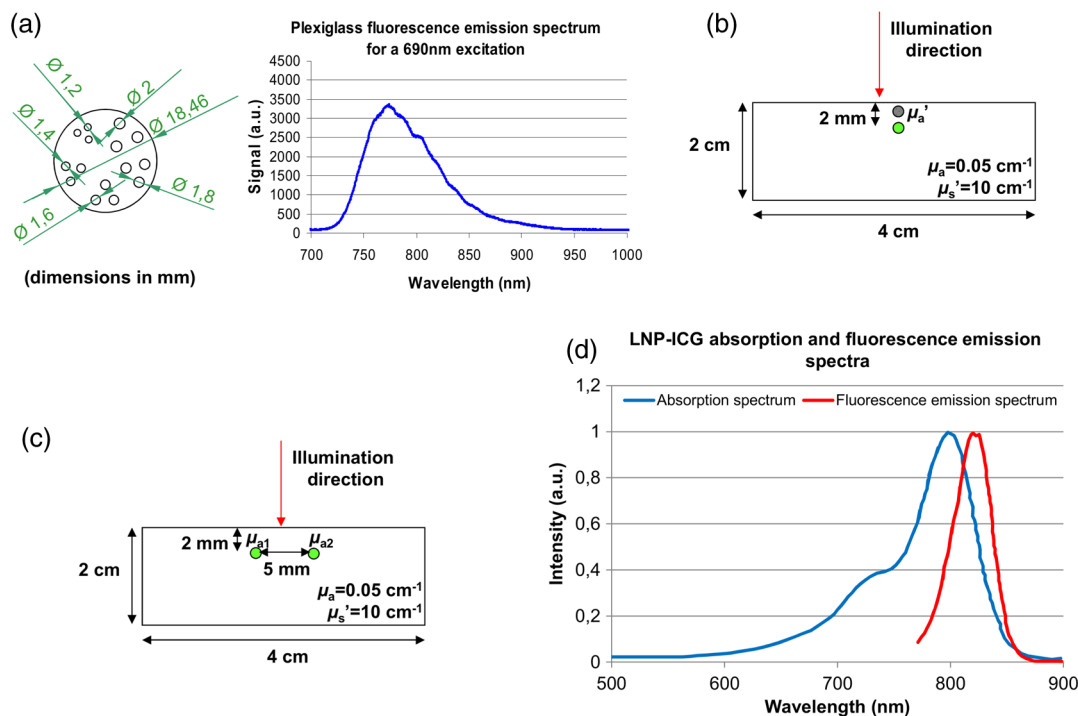 (a)
Ø 1,2
Ø 2
Ø 18,46
Ø 1,4
Ø 1,8
Ø 1,6
(dimensions in mm)
Plexiglass fluorescence emission spectrum
for a 690nm excitation
Signal (a.u.)
5000
4500
4000
3500
3000
2500
2000
1500
1000
500
0
700 750 800 850 900 950 1000
Wavelength (nm)
(b)
Illumination
direction
2 mm
μa'
2 cm
μa=0.05 cm-1
μs'=10 cm-1
4 cm
(c)
Illumination
direction
2 mm
μa1
μa2
5 mm
2 cm
μa=0.05 cm-1
μs'=10 cm-1
4 cm
(d)
LNP-ICG absorption and fluorescence emission
spectra
Absorption spectrum
Fluorescence emission spectrum
Intensity (a.u.)
1,2
1
0,8
0,6
0,4
0,2
0
500 600 700 800 900
Wavelength (nm)